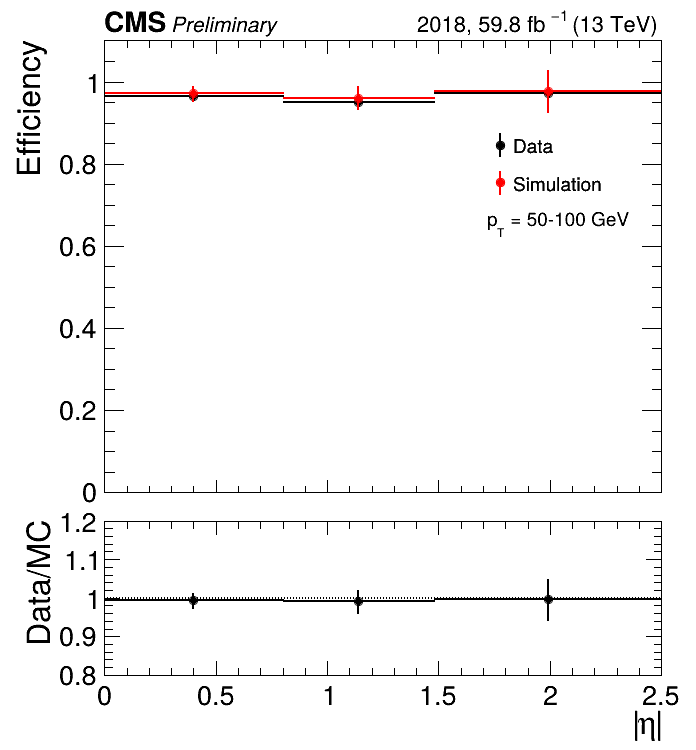 CMS Preliminary 2018, 59.8 fb⁻¹ (13 TeV)
Efficiency
1
0.8
0.6
0.4
0.2
0
Data
Simulation
p_T = 50-100 GeV
Data/MC
1.2
1.1
1
0.9
0.8
0 0.5 1 1.5 2 2.5
|η|